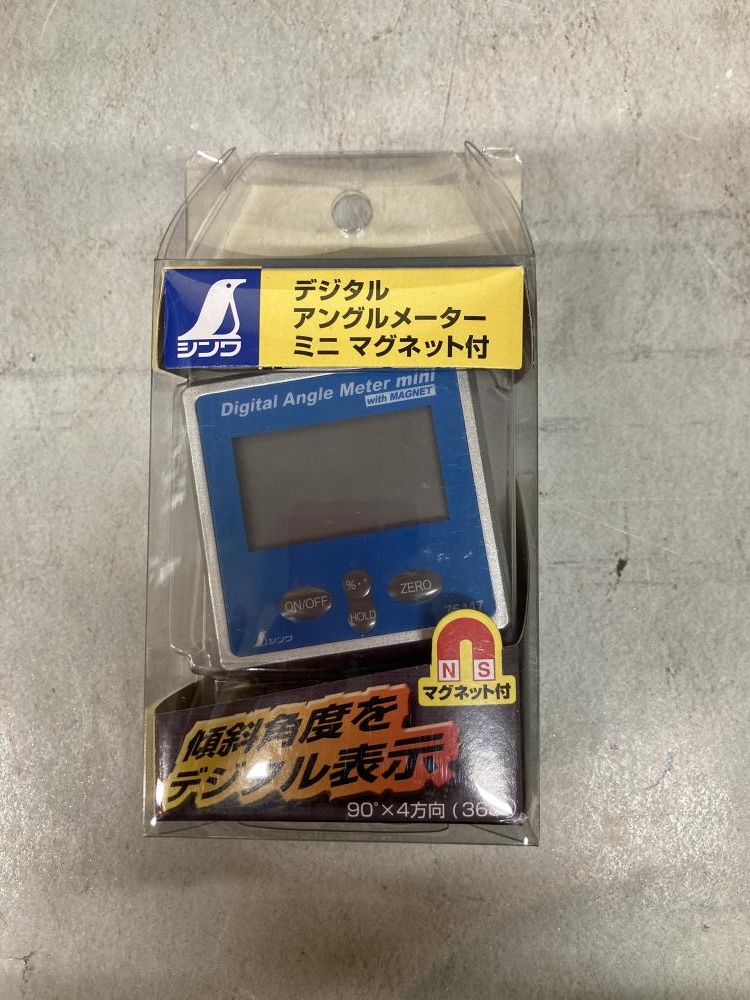 シンワ
デジタル
アングルメーター
ミニ マグネット付
Digital Angle Meter mini
with MAGNET
ON/OFF
%・°
HOLD
ZERO
シンワ
N S
マグネット付
傾斜角度を
デジタル表示
90°×4方向